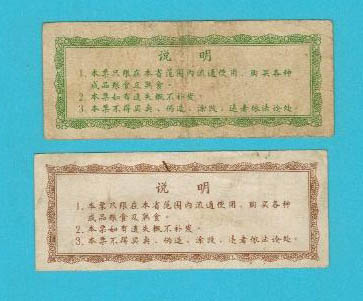 说 明
1. 本票只限在本省范围内流通使用，购买各种
成品粮食及熟食。
2. 本票如有遗失概不补发。
3. 本票不得买卖、伪造、涂改，违者依法论处。
说 明
1. 本票只限在本省范围内流通使用，购买各种
成品粮食及熟食。
2. 本票如有遗失概不补发。
3. 本票不得买卖、伪造、涂改，违者依法论处。